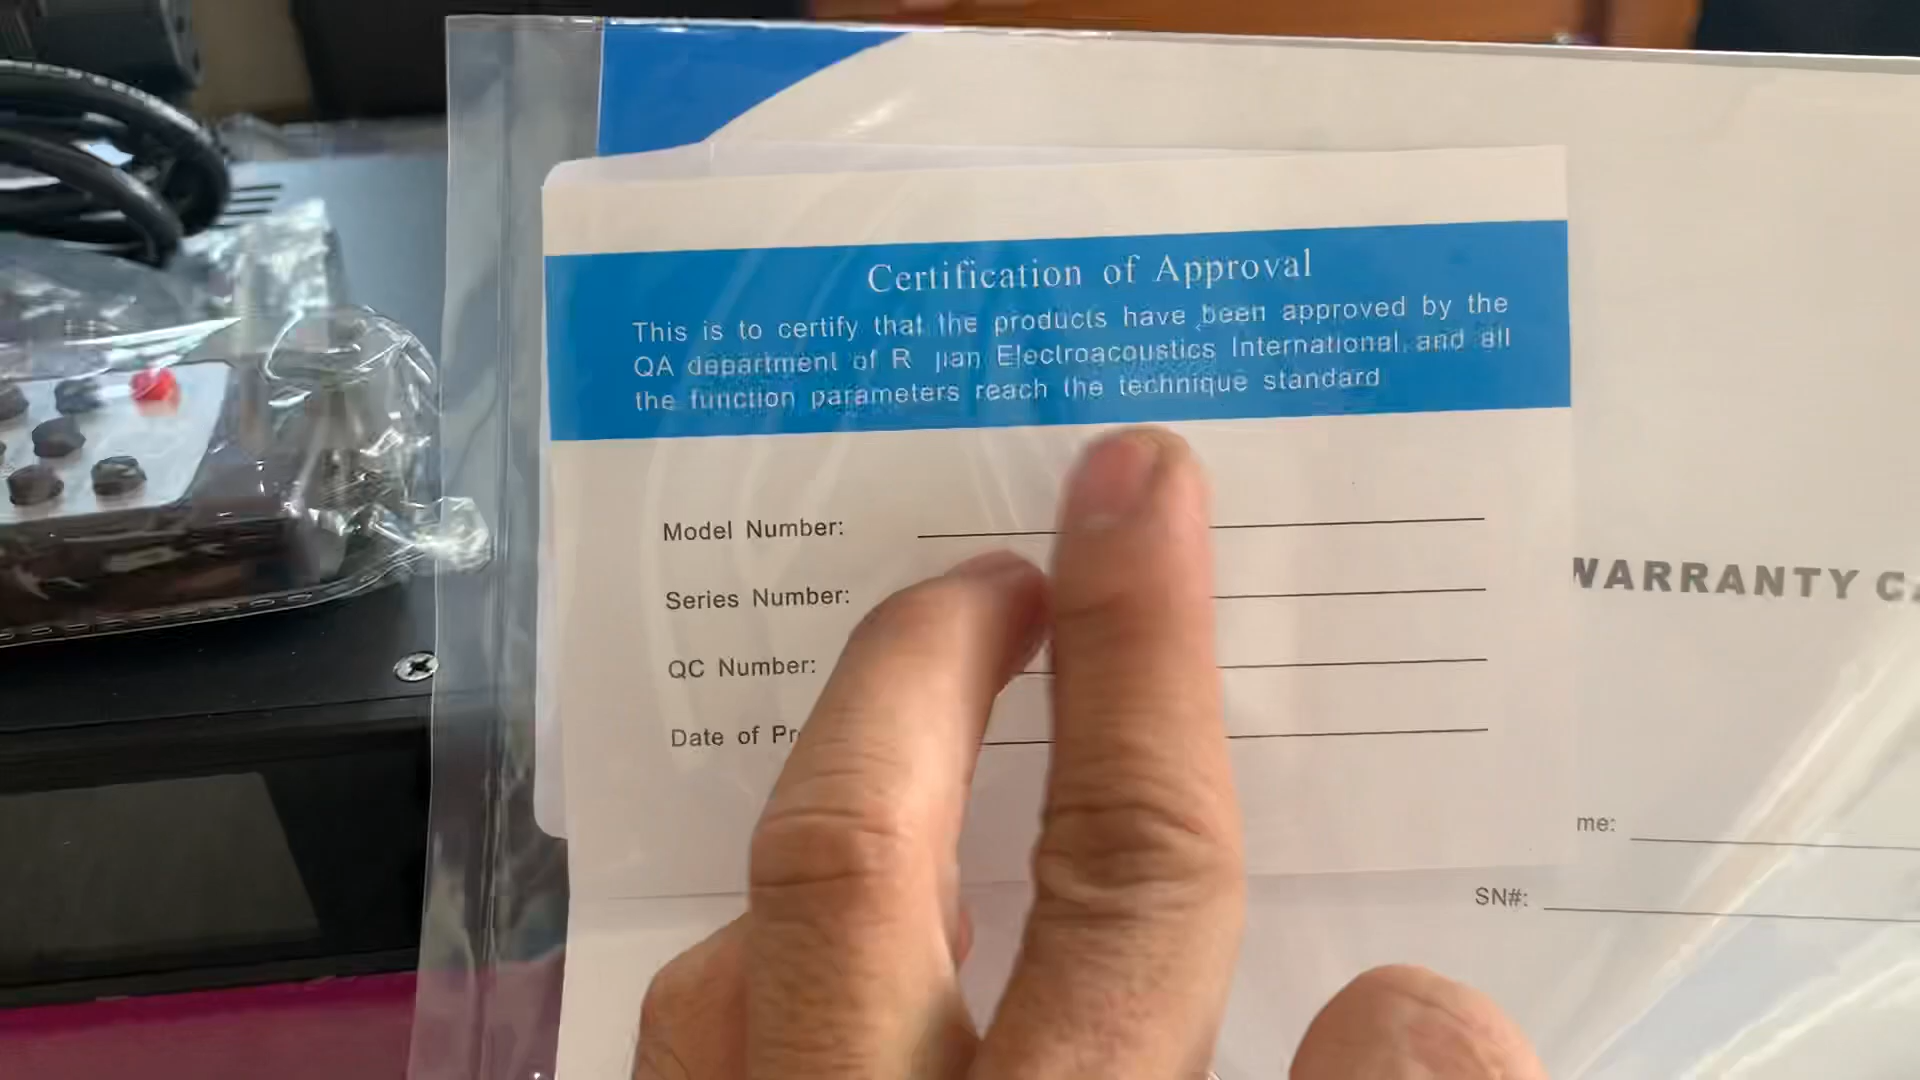 Certification of Approval
This is to certify that the products have been approved by the
QA department of R jian Electroacoustics International and all
the function parameters reach the technique standard
Model Number:
Series Number:
QC Number:
Date of
WARRANTY
me:
SN#: